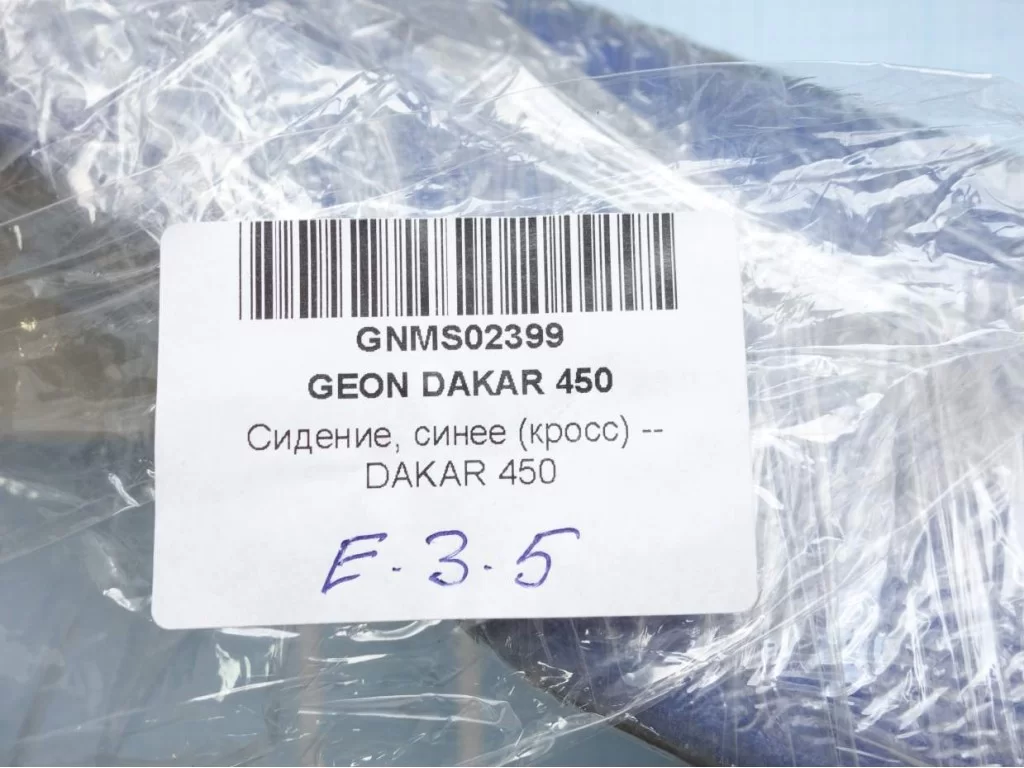 GNMS02399
GEON DAKAR 450
Сидение, синее (кросс) --
DAKAR 450
E.3.5